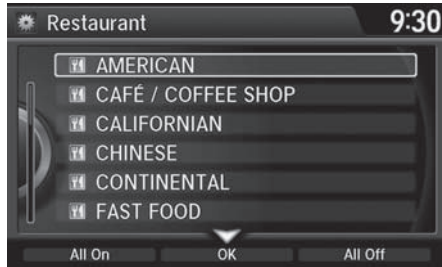 Restaurant 9:30
AMERICAN
CAFÉ / COFFEE SHOP
CALIFORNIAN
CHINESE
CONTINENTAL
FAST FOOD
All On OK All Off